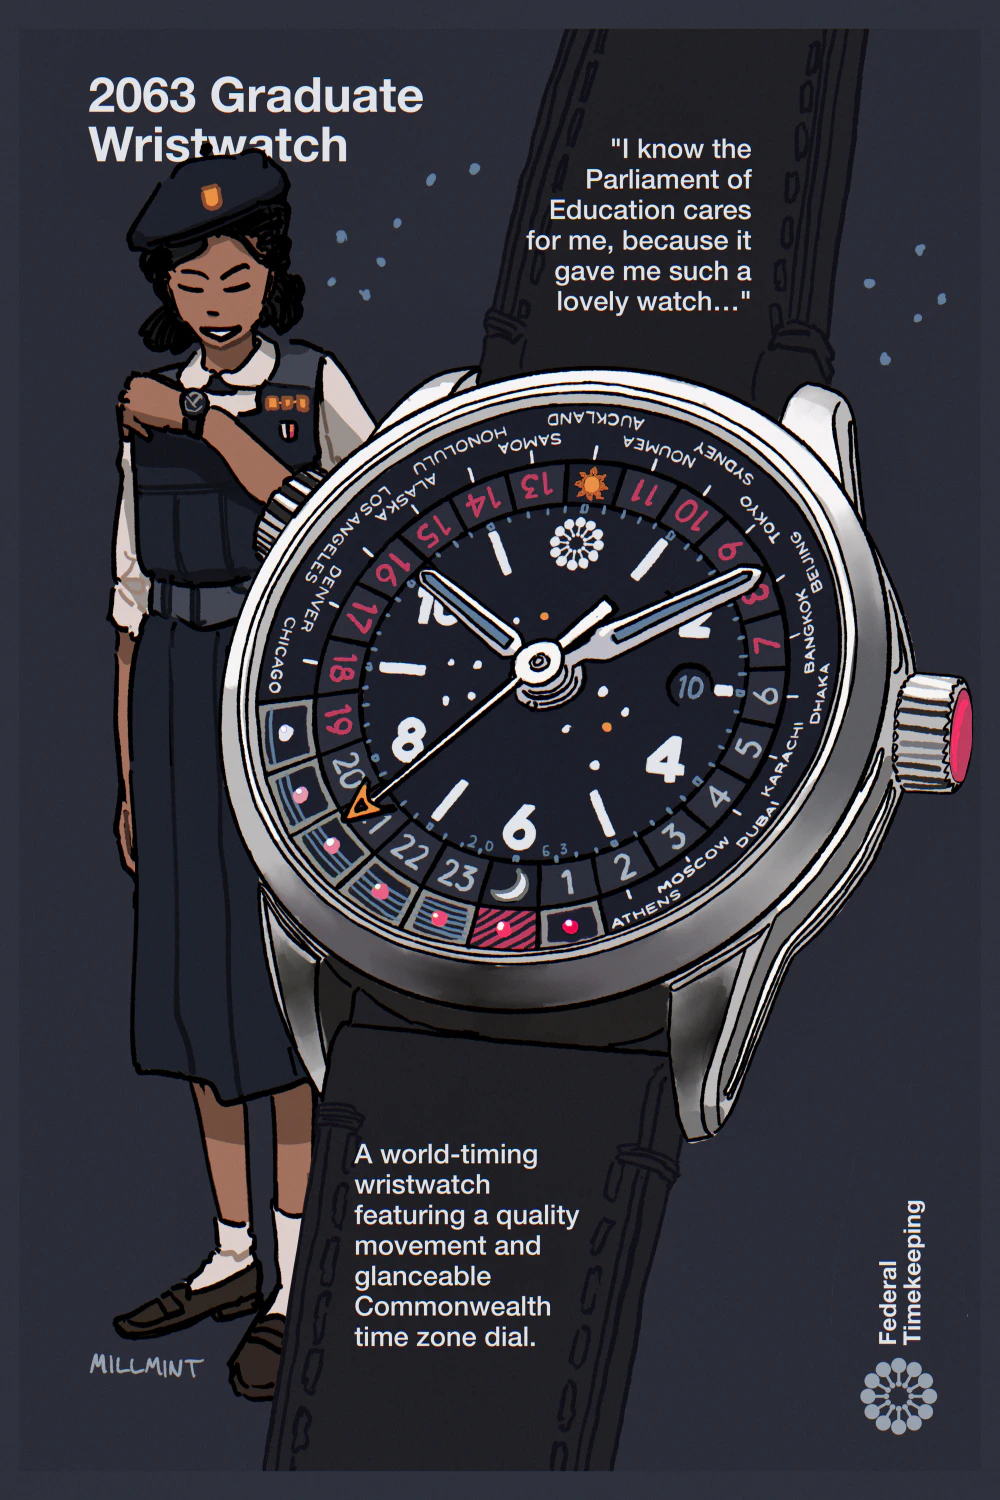 2063 Graduate
Wristwatch
"I know the
Parliament of
Education cares
for me, because it
gave me such a
lovely watch..."
AUCKLAND
NOUMEA
SYDNEY
TOKYO
BEIJING
BANGKOK
DHAKA
KARACHI
DUBAI
MOSCOW
ATHENS
CHICAGO
DENVER
LOS ANGELES
ALASKA
HONOLULU
SAMOA
11
10
9
7
6
5
4
3
2
1
23
22
20
19
18
17
16
15
14
13
10
4
6
8
2,0
6,3
A world-timing
wristwatch
featuring a quality
movement and
glanceable
Commonwealth
time zone dial.
Federal
Timekeeping
MILLMINT